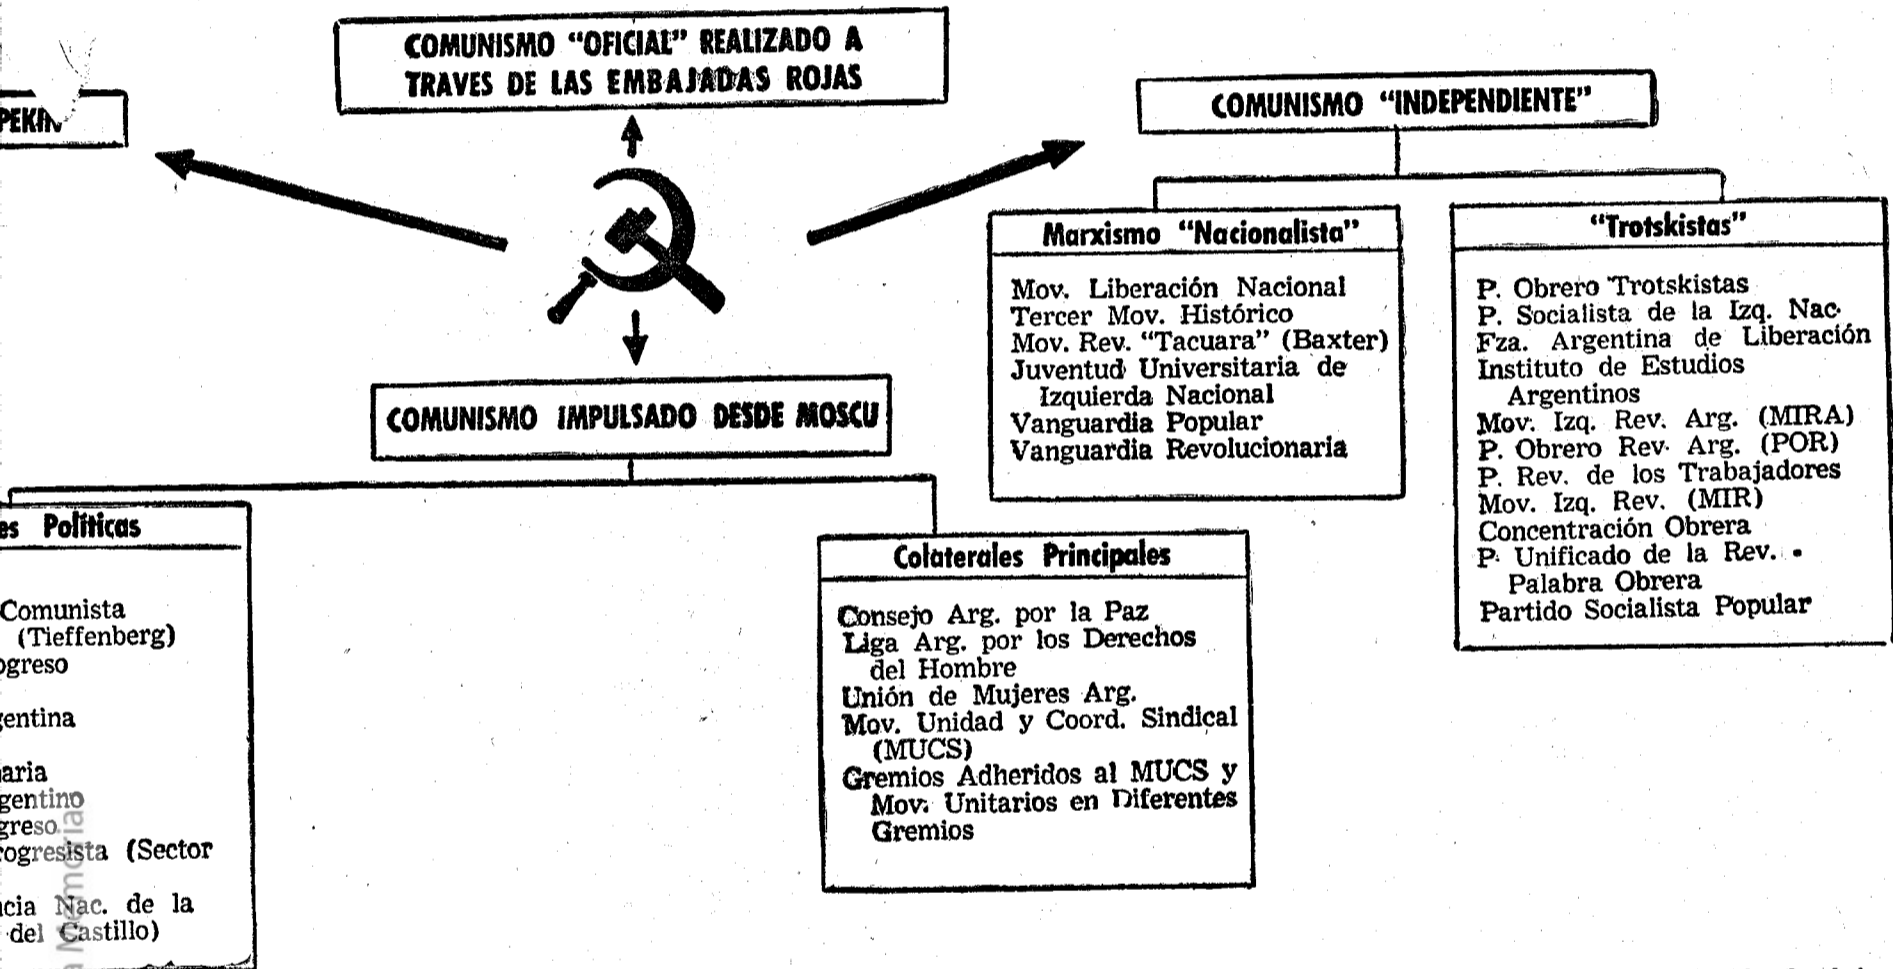 COMUNISMO "OFICIAL" REALIZADO A
TRAVES DE LAS EMBAJADAS ROJAS
PEKIN
COMUNISMO "INDEPENDIENTE"
Marxismo "Nacionalista"
Mov. Liberación Nacional
Tercer Mov. Histórico
Mov. Rev. "Tacuara" (Baxter)
Juventud Universitaria de
Izquierda Nacional
Vanguardia Popular
Vanguardia Revolucionaria
"Trotskistas"
P. Obrero Trotskistas
P. Socialista de la Izq. Nac.
Fza. Argentina de Liberación
Instituto de Estudios
Argentinos
Mov. Izq. Rev. Arg. (MIRA)
P. Obrero Rev. Arg. (POR)
P. Rev. de los Trabajadores
Mov. Izq. Rev. (MIR)
Concentración Obrera
P. Unificado de la Rev. -
Palabra Obrera
Partido Socialista Popular
COMUNISMO IMPULSADO DESDE MOSCU
es Políticas
Comunista
(Tieffenberg)
ogreso
gentina
aria
gentino
greso
rogresista (Sector
cia Nac. de la
del Castillo)
Colaterales Principales
Consejo Arg. por la Paz
Liga Arg. por los Derechos
del Hombre
Unión de Mujeres Arg.
Mov. Unidad y Coord. Sindical
(MUCS)
Gremios Adheridos al MUCS y
Mov. Unitarios en Diferentes
Gremios
a Memoria